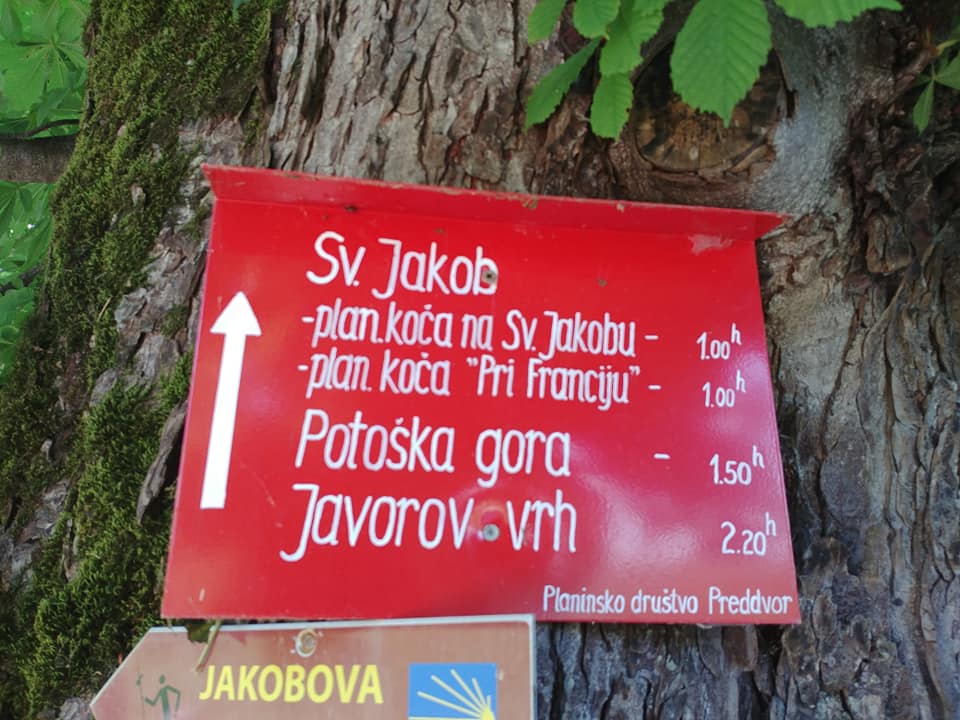 Sv. Jakob
-plan. koča na Sv. Jakobu - 1.00h
-plan. koča "Pri Franciju" - 1.00h
Potoška gora - 1.50h
Javorov vrh 2.20h
Planinsko društvo Preddvor
JAKOBOVA